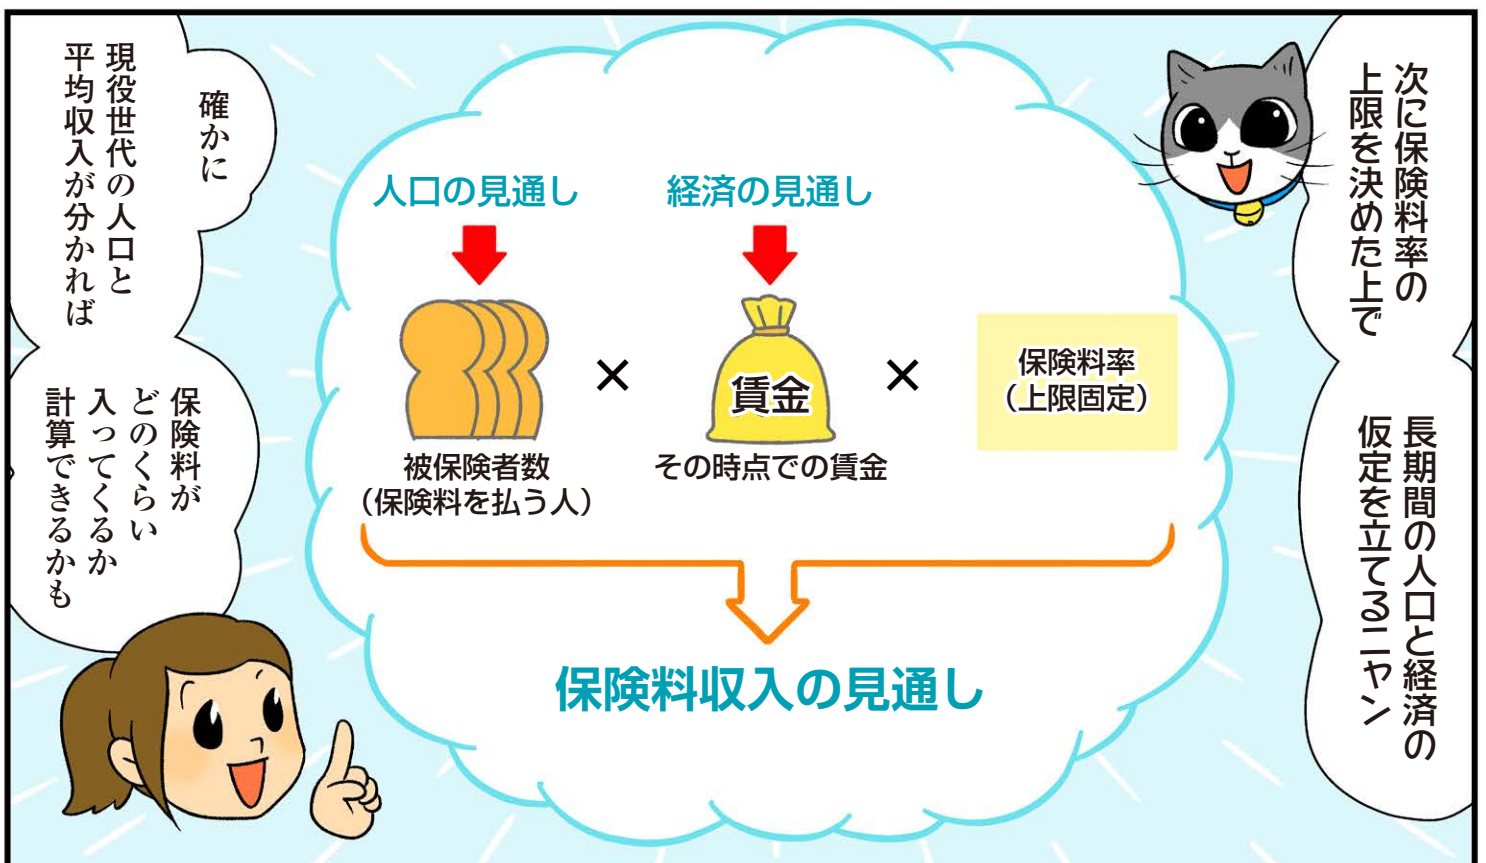 次に保険料率の
上限を決めた上で
長期間の人口と経済の
仮定を立てるニャン
人口の見通し
経済の見通し
×
賃金
×
保険料率
（上限固定）
被保険者数
（保険料を払う人）
その時点での賃金
保険料収入の見通し
確かに
現役世代の人口と
平均収入が分かれば
保険料が
どのくらい
入ってくるか
計算できるかも